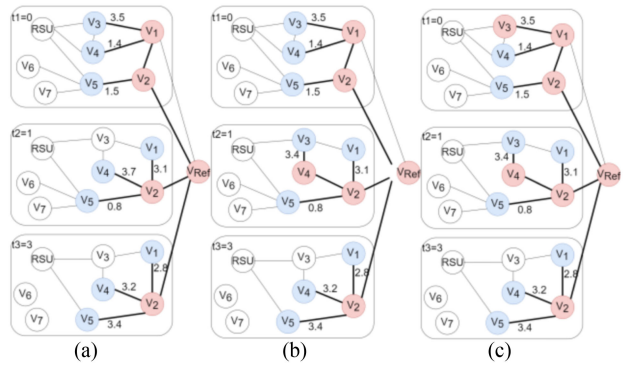 t1=0
RSU
V3
3.5
V1
V4
1.4
V6
V5
V2
V7
1.5
t2=1
RSU
V3
V1
V4
3.7
3.1
V6
V2
V5
V7
0.8
VRef
t3=3
RSU
V3
V1
2.8
V4
3.2
V6
V2
V7
V5
3.4
(a)
t1=0
RSU
V3
3.5
V1
V4
1.4
V6
V5
V2
V7
1.5
t2=1
RSU
V3
V1
3.4
V4
3.1
V6
V2
V5
V7
0.8
VRef
t3=3
RSU
V3
V1
2.8
V4
3.2
V6
V2
V7
V5
3.4
(b)
t1=0
RSU
V3
3.5
V1
V4
1.4
V6
V5
V2
V7
1.5
t2=1
RSU
V3
V1
3.4
V4
3.1
V6
V2
V5
V7
0.8
VRef
t3=3
RSU
V3
V1
2.8
V4
3.2
V6
V2
V7
V5
3.4
(c)